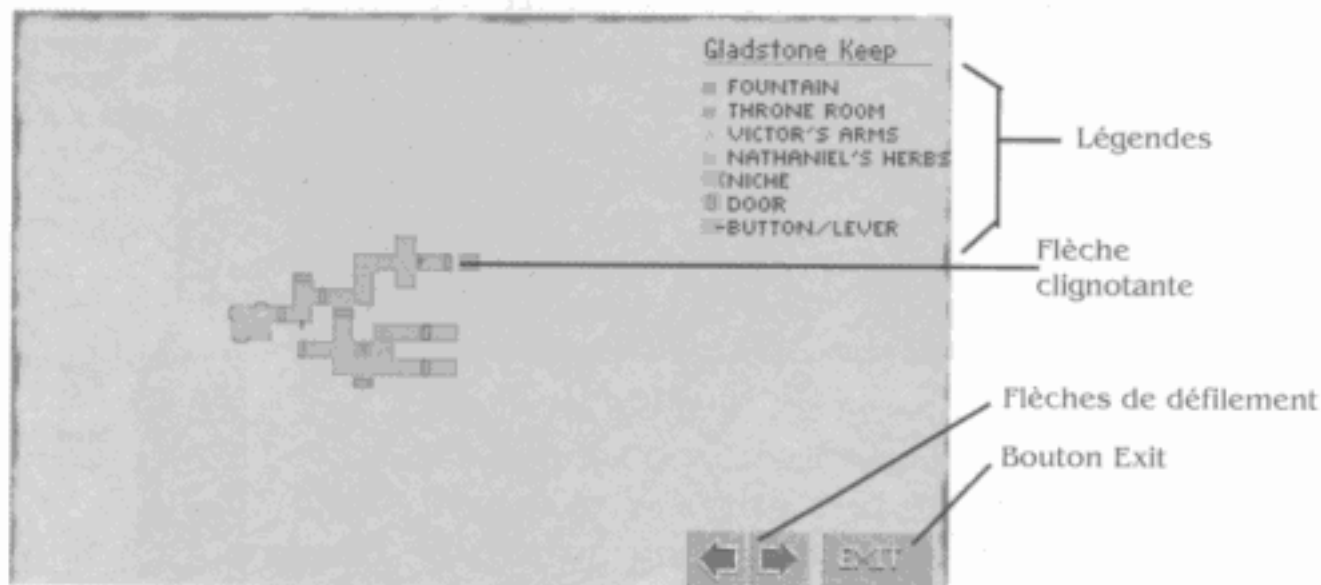 Gladstone Keep
FOUNTAIN
THRONE ROOM
VICTOR'S ARMS
NATHANIEL'S HERBS
NICHE
DOOR
BUTTON/LEVER
Légendes
Flèche
clignotante
Flèches de défilement
Bouton Exit
EXIT